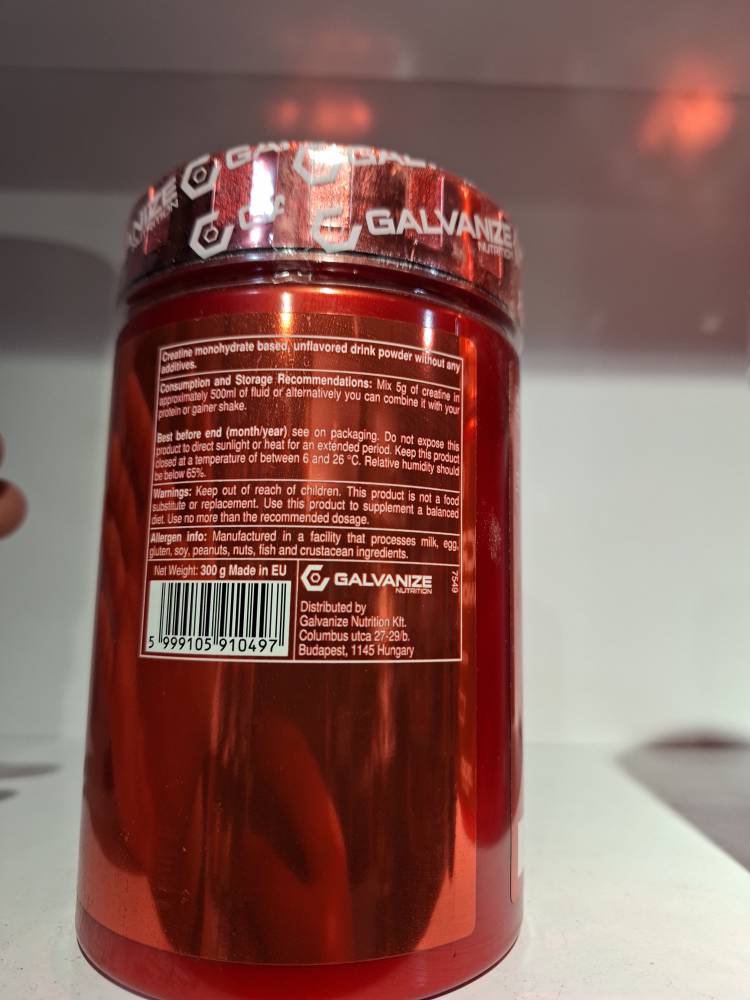 GALVANIZE
NUTRITION
Creatine monohydrate based, unflavored drink powder without any
additives.
Consumption and Storage Recommendations: Mix 5g of creatine in
approximately 500ml of fluid or alternatively you can combine it with your
protein or gainer shake.
Best before end (month/year) see on packaging. Do not expose this
product to direct sunlight or heat for an extended period. Keep this product
closed at a temperature of between 6 and 26 °C. Relative humidity should
be below 65%.
Warnings: Keep out of reach of children. This product is not a food
substitute or replacement. Use this product to supplement a balanced
diet. Use no more than the recommended dosage.
Allergen info: Manufactured in a facility that processes milk, egg,
gluten, soy, peanuts, nuts, fish and crustacean ingredients.
Net Weight: 300 g Made in EU
5 999105 910497
GALVANIZE
NUTRITION
7549
Distributed by
Galvanize Nutrition Kft.
Columbus utca 27-29/b.
Budapest, 1145 Hungary